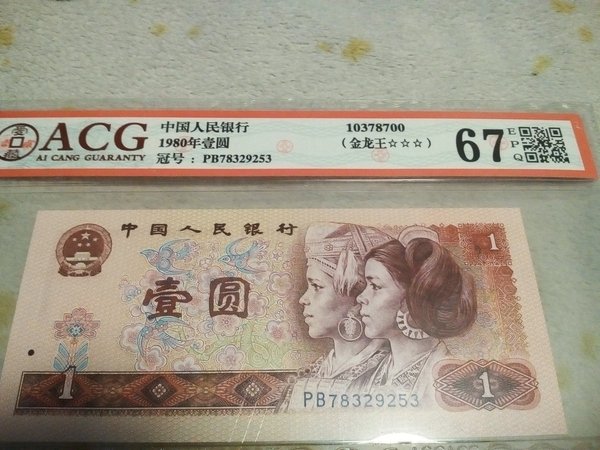 ACG
AI CANG GUARANTY
中国人民银行
1980年壹圆
冠号：PB78329253
10378700
（金龙王☆☆☆）
67
EPQ
中国人民银行
壹圆
1
1
1
PB78329253